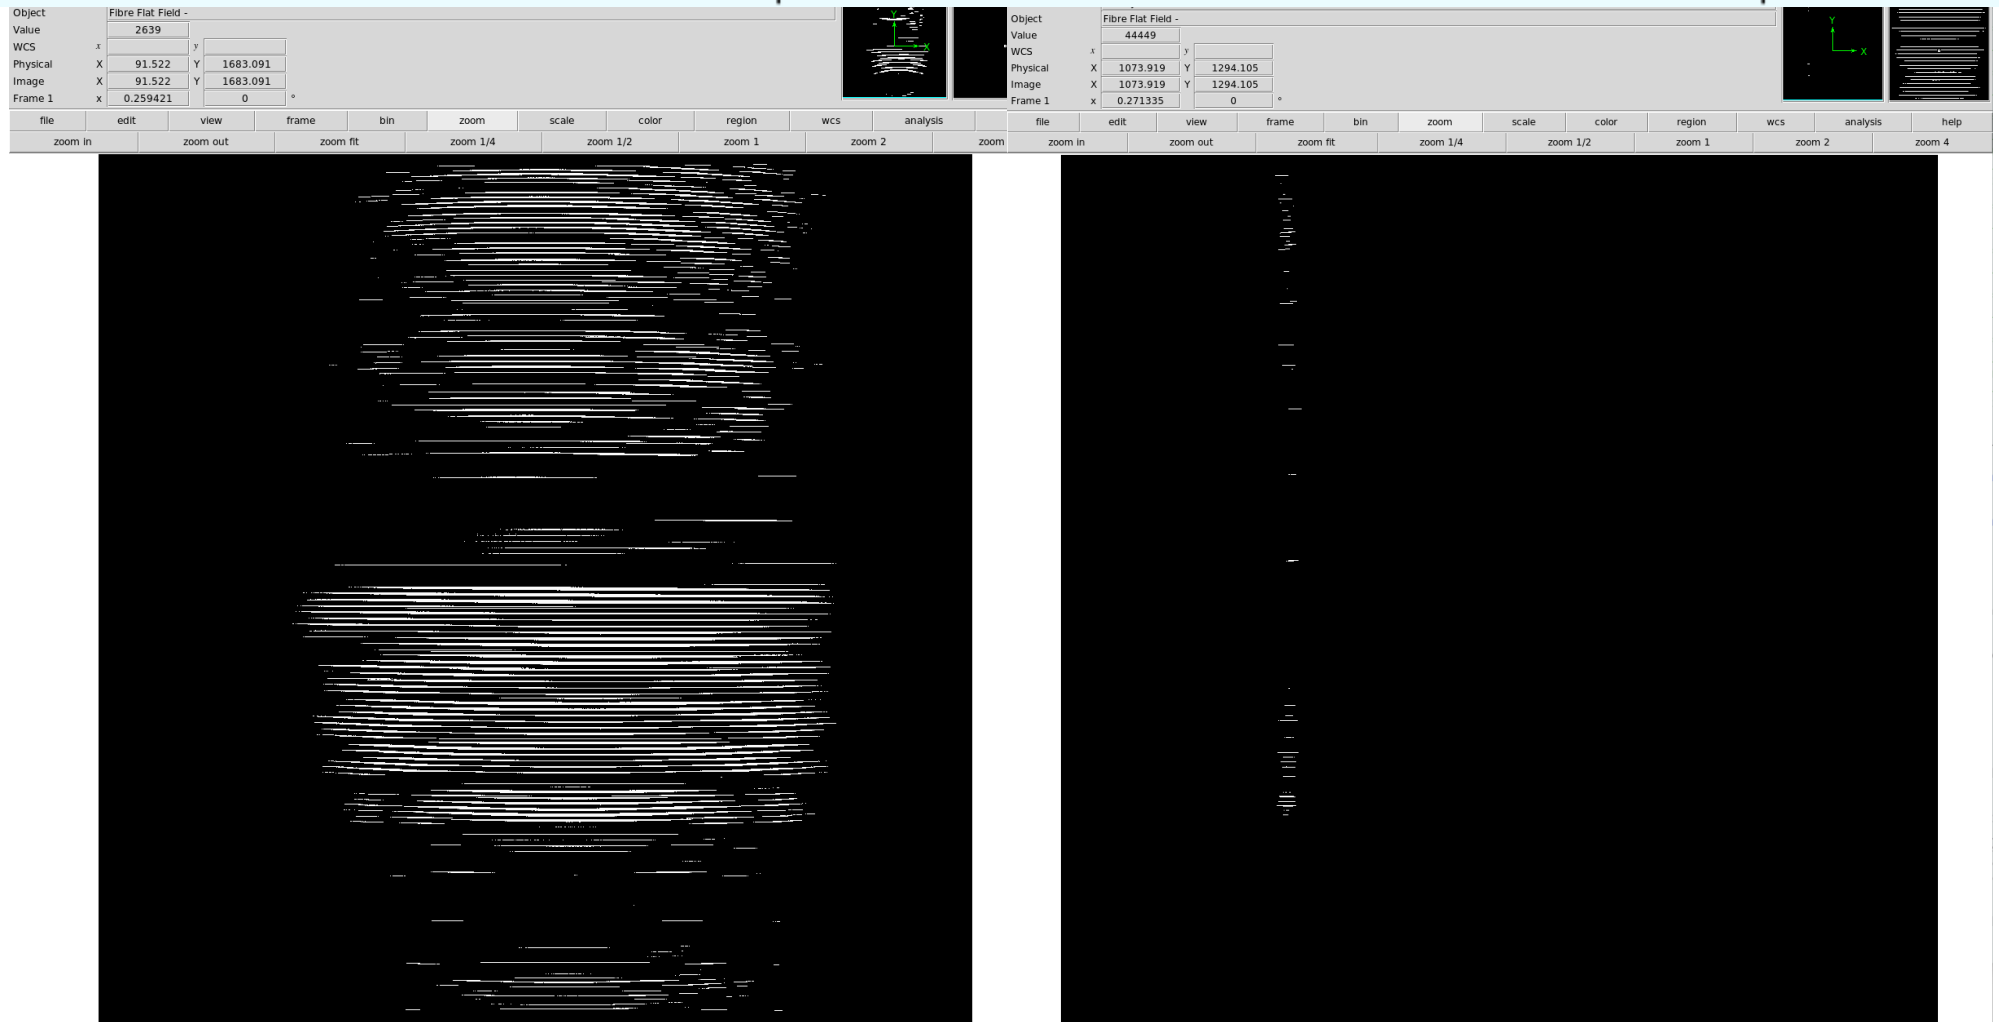 Object Fibre Flat Field -
Value 2639
WCS x y
Physical X 91.522 Y 1683.091
Image X 91.522 Y 1683.091
Frame 1 x 0.259421 0 °
file edit view frame bin zoom scale color region wcs analysis
zoom in zoom out zoom fit zoom 1/4 zoom 1/2 zoom 1 zoom 2 zoom
Y
X
Object Fibre Flat Field -
Value 44449
WCS x y
Physical X 1073.919 Y 1294.105
Image X 1073.919 Y 1294.105
Frame 1 x 0.271335 0 °
file edit view frame bin zoom scale color region wcs analysis help
zoom in zoom out zoom fit zoom 1/4 zoom 1/2 zoom 1 zoom 2 zoom 4
Y
X